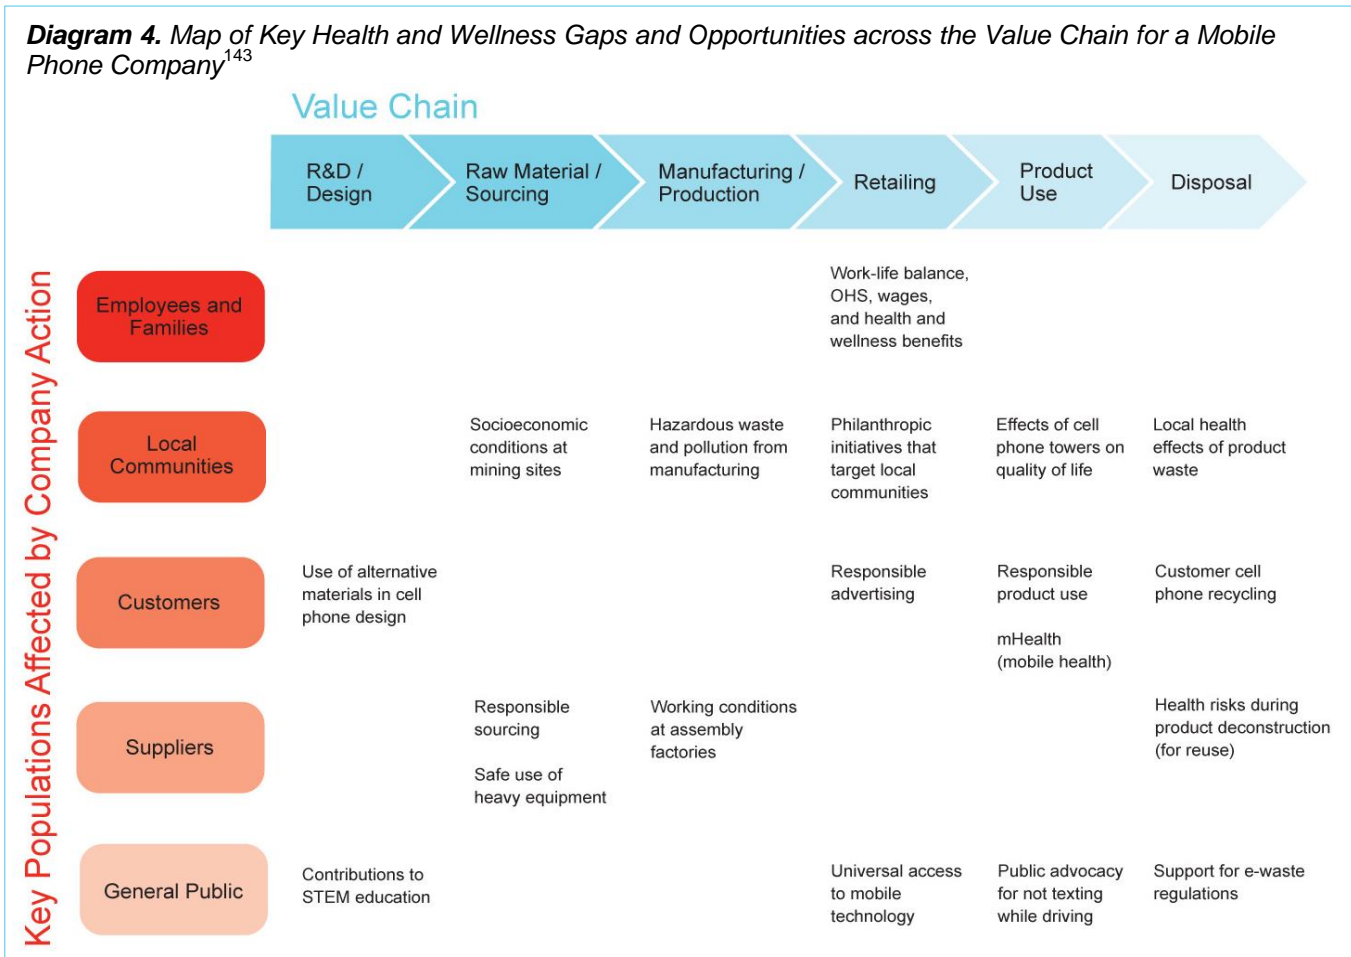 Diagram 4. Map of Key Health and Wellness Gaps and Opportunities across the Value Chain for a Mobile
Phone Company143
Value Chain
R&D /
Design
Raw Material /
Sourcing
Manufacturing /
Production
Retailing
Product
Use
Disposal
Key Populations Affected by Company Action
Employees and
Families
Work-life balance,
OHS, wages,
and health and
wellness benefits
Local
Communities
Socioeconomic
conditions at
mining sites
Hazardous waste
and pollution from
manufacturing
Philanthropic
initiatives that
target local
communities
Effects of cell
phone towers on
quality of life
Local health
effects of product
waste
Customers
Use of alternative
materials in cell
phone design
Responsible
advertising
Responsible
product use
mHealth
(mobile health)
Customer cell
phone recycling
Suppliers
Responsible
sourcing
Safe use of
heavy equipment
Working conditions
at assembly
factories
Health risks during
product deconstruction
(for reuse)
General Public
Contributions to
STEM education
Universal access
to mobile
technology
Public advocacy
for not texting
while driving
Support for e-waste
regulations